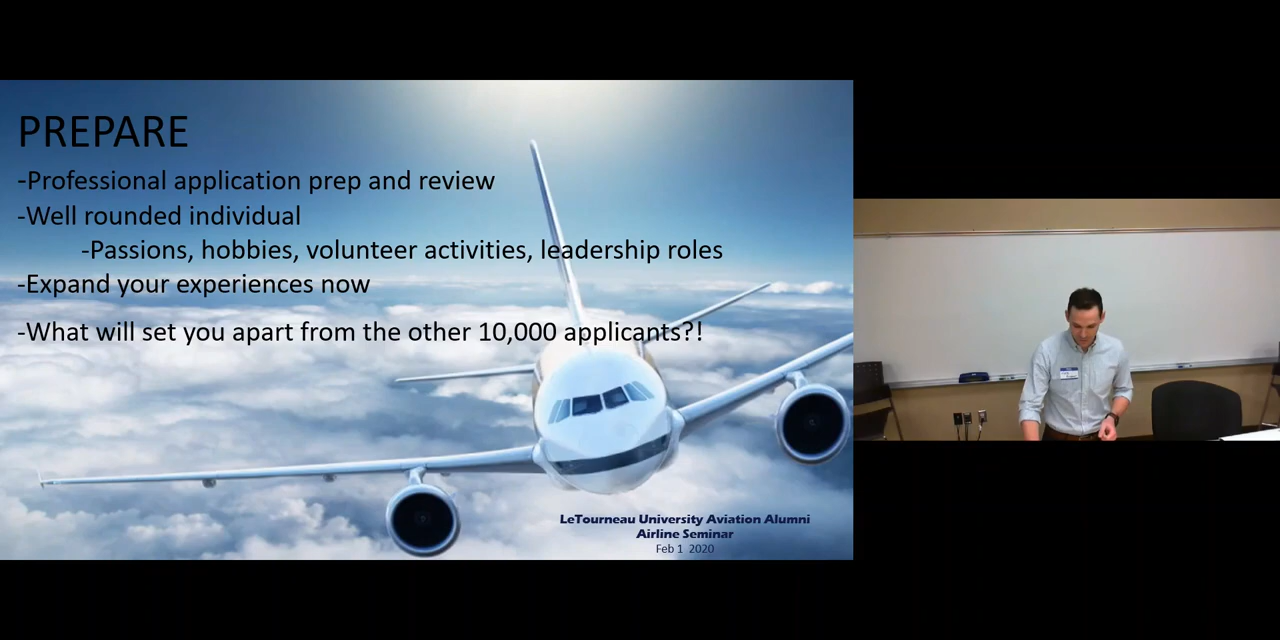 PREPARE
-Professional application prep and review
-Well rounded individual
-Passions, hobbies, volunteer activities, leadership roles
-Expand your experiences now
-What will set you apart from the other 10,000 applicants?!
LeTourneau University Aviation Alumni
Airline Seminar
Feb 1 2020